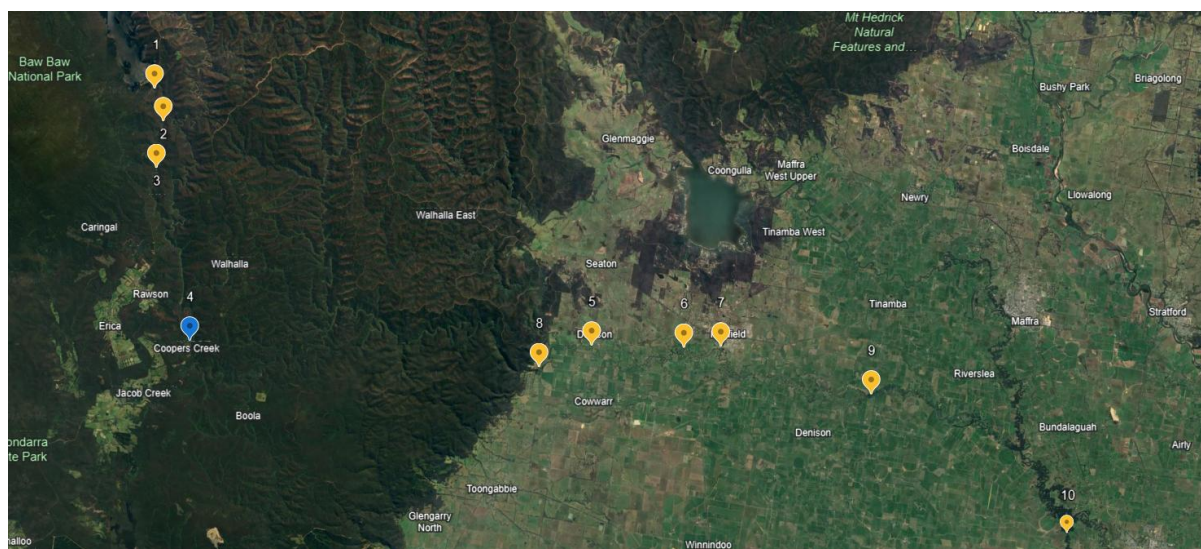 Baw Baw
National Park
Mt Hedrick
Natural
Features and...
Bushy Park
Briagolong
1
2
3
Glenmaggie
Boisdale
Coongulla
Maffra
West Upper
Newry
Llowalong
Caringal
Walhalla East
Tinamba West
Walhalla
Seaton
Rawson
4
5
6
7
Tinamba
Stratford
Erica
8
Maffra
Coopers Creek
9
Riverslea
Jacob Creek
Cowwarr
Boola
Denison
Bundalaguah
Airly
ondarra
te Park
Toongabbie
10
Glengarry
North
Winnindoo